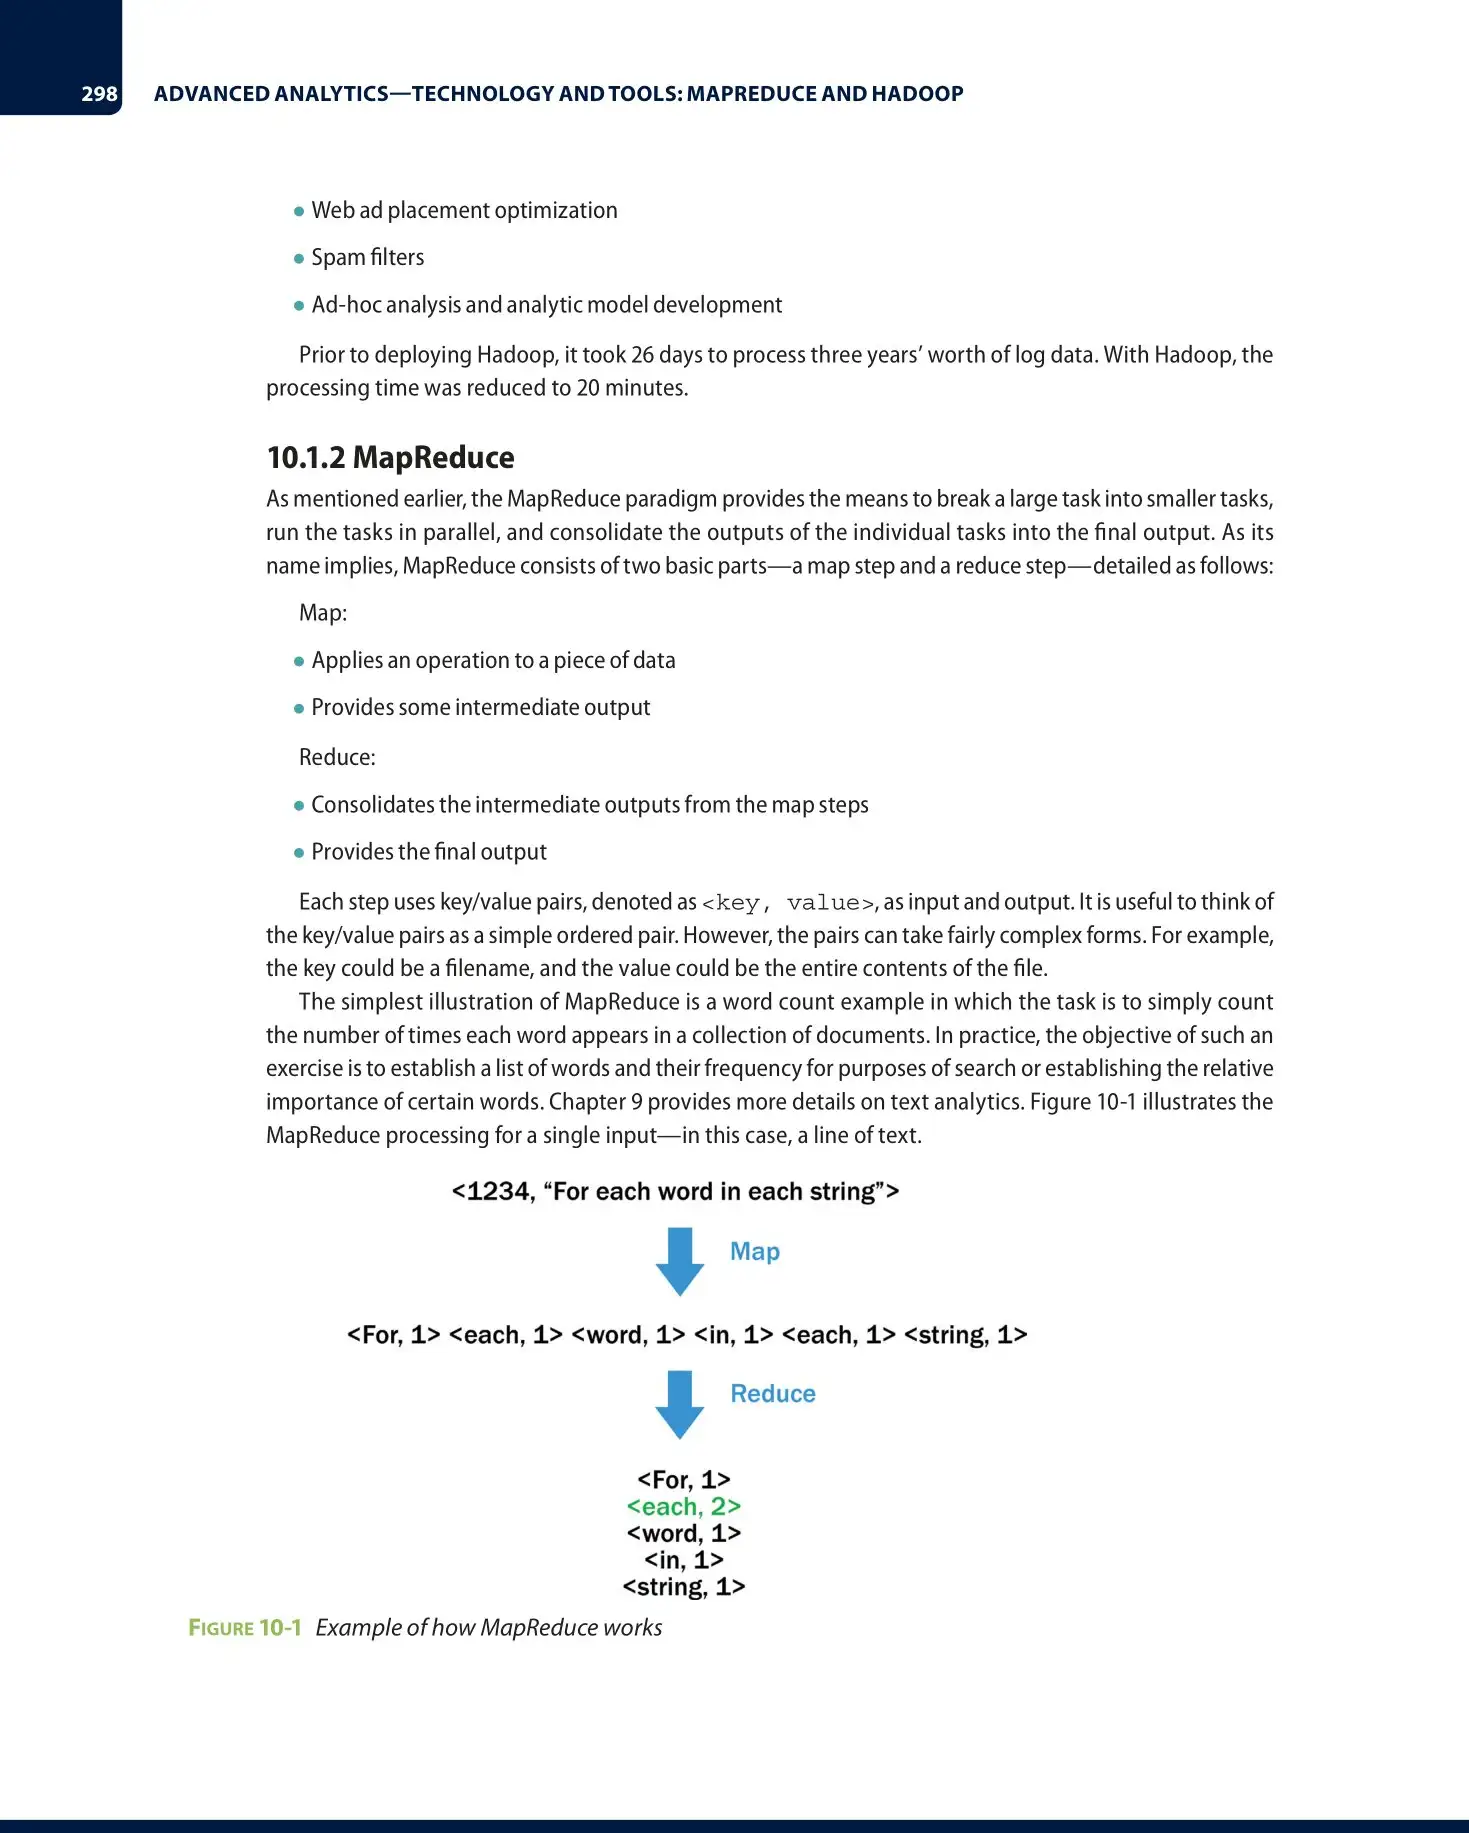 298 ADVANCED ANALYTICS—TECHNOLOGY AND TOOLS: MAPREDUCE AND HADOOP
● Web ad placement optimization
● Spam filters
● Ad-hoc analysis and analytic model development
Prior to deploying Hadoop, it took 26 days to process three years’ worth of log data. With Hadoop, the
processing time was reduced to 20 minutes.
10.1.2 MapReduce
As mentioned earlier, the MapReduce paradigm provides the means to break a large task into smaller tasks,
run the tasks in parallel, and consolidate the outputs of the individual tasks into the final output. As its
name implies, MapReduce consists of two basic parts—a map step and a reduce step—detailed as follows:
Map:
● Applies an operation to a piece of data
● Provides some intermediate output
Reduce:
● Consolidates the intermediate outputs from the map steps
● Provides the final output
Each step uses key/value pairs, denoted as <key, value>, as input and output. It is useful to think of
the key/value pairs as a simple ordered pair. However, the pairs can take fairly complex forms. For example,
the key could be a filename, and the value could be the entire contents of the file.
The simplest illustration of MapReduce is a word count example in which the task is to simply count
the number of times each word appears in a collection of documents. In practice, the objective of such an
exercise is to establish a list of words and their frequency for purposes of search or establishing the relative
importance of certain words. Chapter 9 provides more details on text analytics. Figure 10-1 illustrates the
MapReduce processing for a single input—in this case, a line of text.
<1234, “For each word in each string”>
Map
<For, 1> <each, 1> <word, 1> <in, 1> <each, 1> <string, 1>
Reduce
<For, 1>
<each, 2>
<word, 1>
<in, 1>
<string, 1>
FIGURE 10-1 Example of how MapReduce works